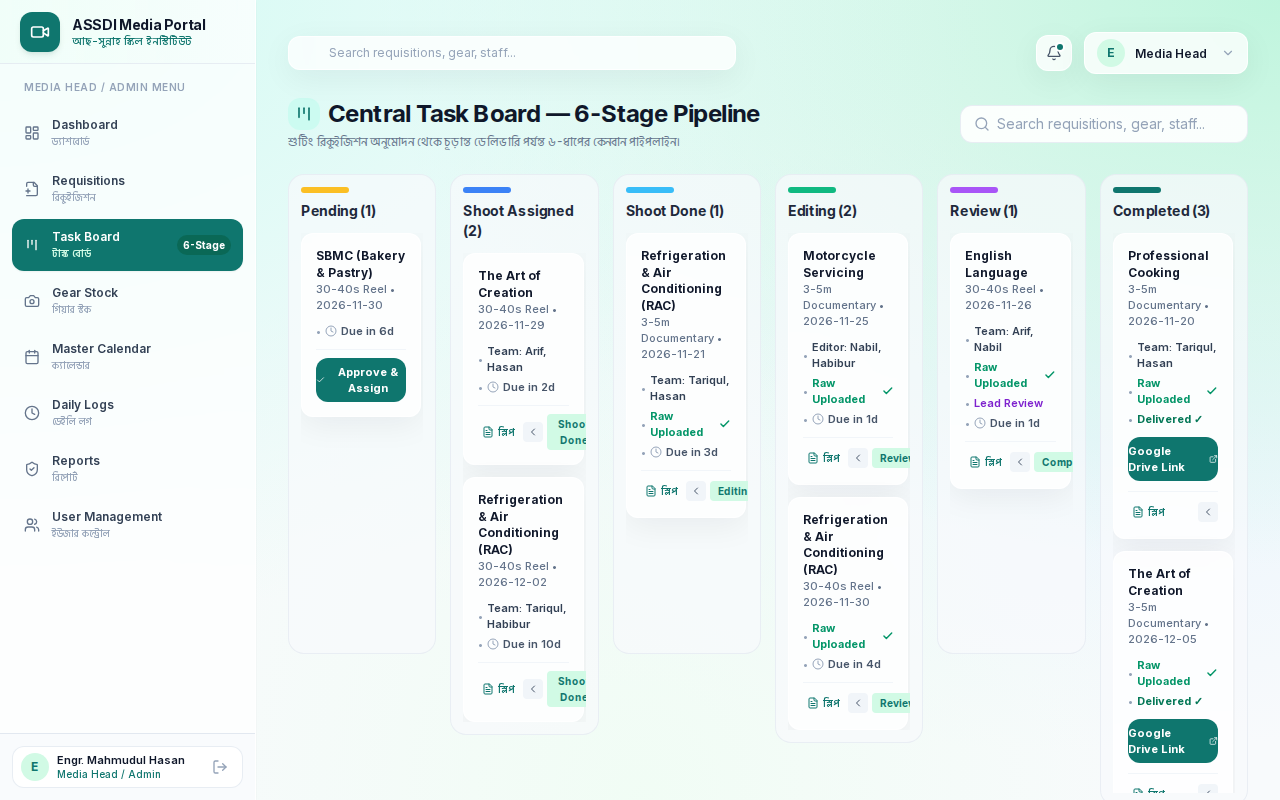 ASSDI Media Portal
আছ-সুন্নাহ স্কিল ইনস্টিটিউট
MEDIA HEAD / ADMIN MENU
Dashboard
ড্যাশবোর্ড
Requisitions
রিকুইজিশন
Task Board
টাস্ক বোর্ড
6-Stage
Gear Stock
গিয়ার স্টক
Master Calendar
ক্যালেন্ডার
Daily Logs
ডেইলি লগ
Reports
রিপোর্ট
User Management
ইউজার কন্ট্রোল
E
Engr. Mahmudul Hasan
Media Head / Admin
Search requisitions, gear, staff...
E
Media Head
Central Task Board — 6-Stage Pipeline
শুটিং রিকুইজিশন অনুমোদন থেকে চূড়ান্ত ডেলিভারি পর্যন্ত ৬-ধাপের কেনবান পাইপলাইন।
Search requisitions, gear, staff...
Pending (1)
SBMC (Bakery
& Pastry)
30-40s Reel •
2026-11-30
• Due in 6d
Approve &
Assign
Shoot Assigned
(2)
The Art of
Creation
30-40s Reel •
2026-11-29
• Team: Arif,
Hasan
• Due in 2d
স্লিপ
Shoo
Done
Refrigeration
& Air
Conditioning
(RAC)
30-40s Reel •
2026-12-02
• Team: Tariqul,
Habibur
• Due in 10d
স্লিপ
Shoo
Done
Shoot Done (1)
Refrigeration
& Air
Conditioning
(RAC)
3-5m
Documentary •
2026-11-21
• Team: Tariqul,
Hasan
• Raw
Uploaded ✓
• Due in 3d
স্লিপ
Editin
Editing (2)
Motorcycle
Servicing
3-5m
Documentary •
2026-11-25
• Editor: Nabil,
Habibur
• Raw
Uploaded ✓
• Due in 1d
স্লিপ
Review
Refrigeration
& Air
Conditioning
(RAC)
30-40s Reel •
2026-11-30
• Raw
Uploaded ✓
• Due in 4d
স্লিপ
Review
Review (1)
English
Language
30-40s Reel •
2026-11-26
• Team: Arif,
Nabil
• Raw
Uploaded ✓
• Lead Review
• Due in 1d
স্লিপ
Comp
Completed (3)
Professional
Cooking
3-5m
Documentary •
2026-11-20
• Team: Tariqul,
Hasan
• Raw
Uploaded ✓
• Delivered ✓
Google
Drive Link
স্লিপ
The Art of
Creation
3-5m
Documentary •
2026-12-05
• Raw
Uploaded ✓
• Delivered ✓
Google
Drive Link
স্লিপ